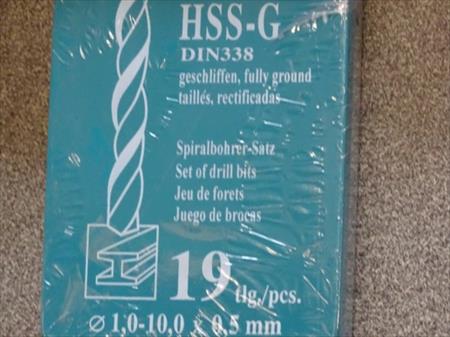 HSS-G
DIN338
geschliffen, fully ground
taillés, rectificadas
Spiralbohrer-Satz
Set of drill bits
Jeu de forets
Juego de brocas
19 tlg./pcs.
ø 1,0-10,0 x 0,5 mm